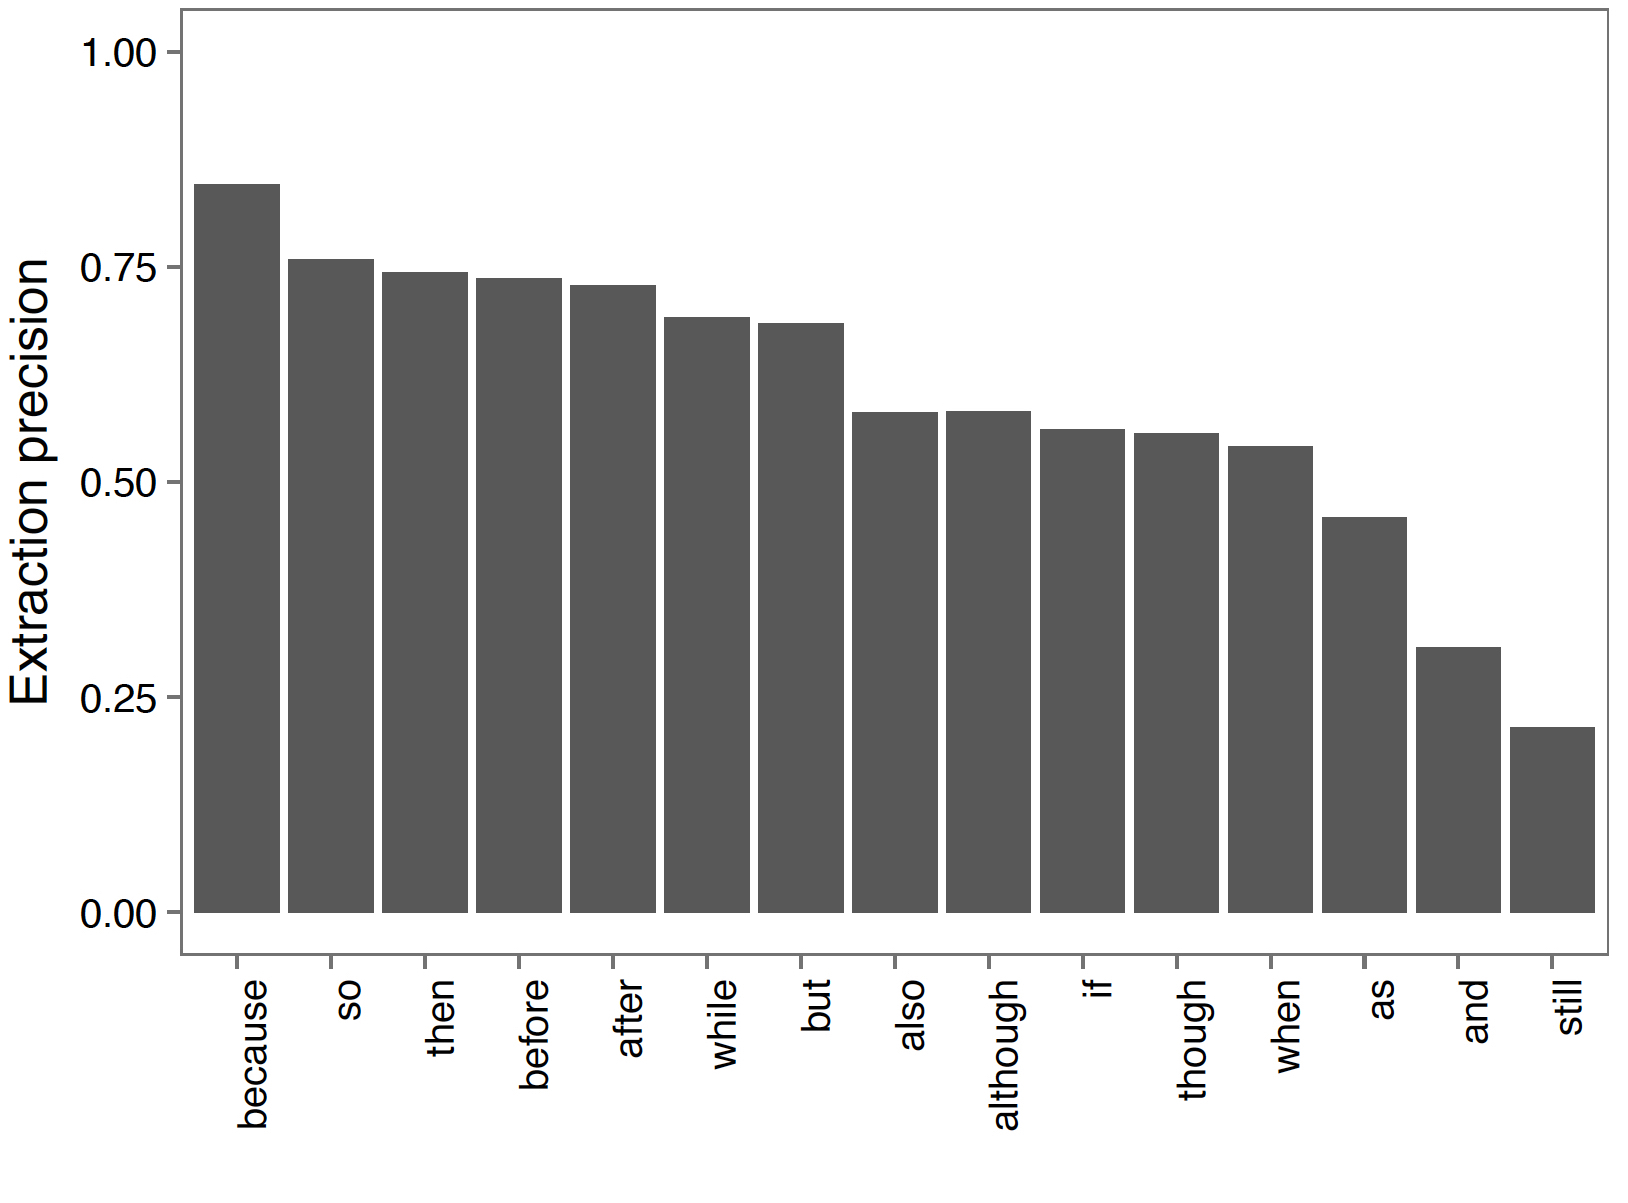 Extraction precision
1.00
0.75
0.50
0.25
0.00
because
so
then
before
after
while
but
also
although
if
though
when
as
and
still